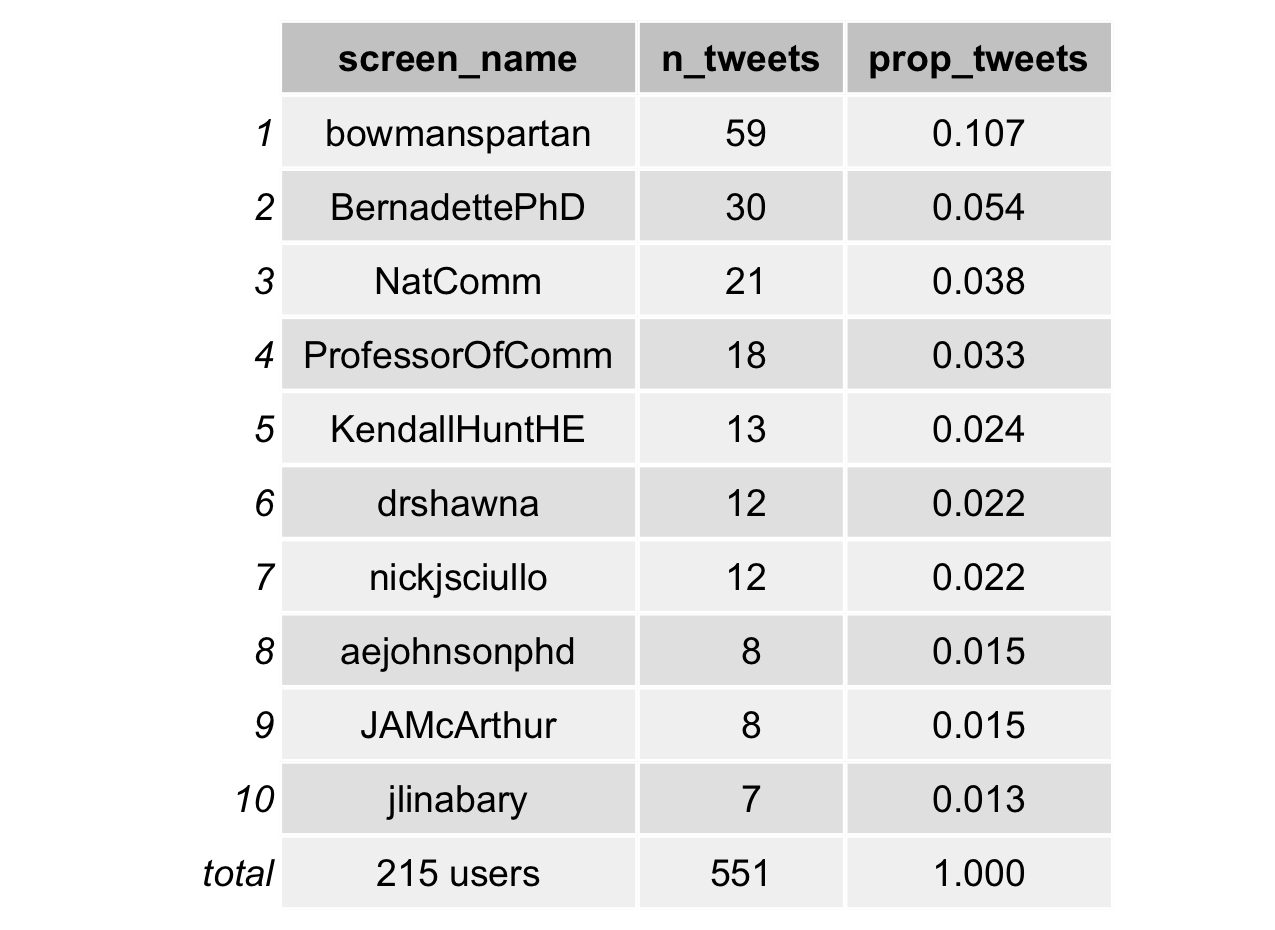 screen_name n_tweets prop_tweets
1 bowmanspartan 59 0.107
2 BernadettePhD 30 0.054
3 NatComm 21 0.038
4 ProfessorOfComm 18 0.033
5 KendallHuntHE 13 0.024
6 drshawna 12 0.022
7 nickjsciullo 12 0.022
8 aejohnsonphd 8 0.015
9 JAMcArthur 8 0.015
10 jlinabary 7 0.013
total 215 users 551 1.000